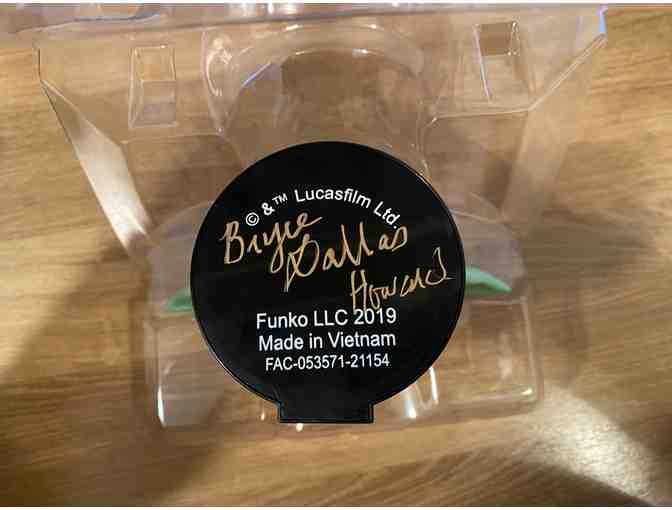 © &™ Lucasfilm Ltd
Bryce
Dallas
Howard
Funko LLC 2019
Made in Vietnam
FAC-053571-21154